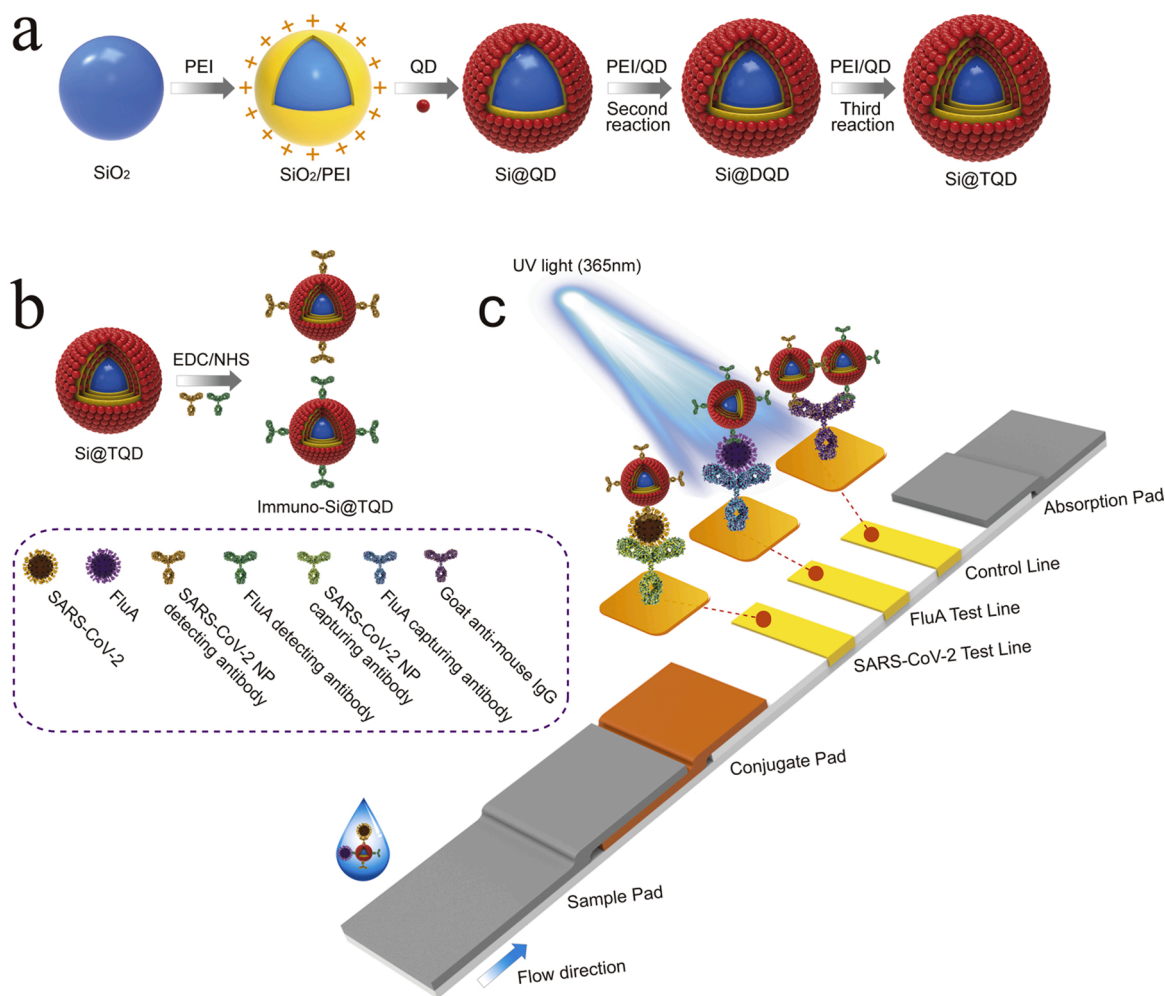 a
PEI
QD
PEI/QD
Second
reaction
PEI/QD
Third
reaction
SiO₂
SiO₂/PEI
Si@QD
Si@DQD
Si@TQD
b
EDC/NHS
Si@TQD
Immuno-Si@TQD
SARS-CoV-2
FluA
SARS-CoV-2 NP
detecting antibody
FluA detecting antibody
SARS-CoV-2 NP
capturing antibody
FluA capturing antibody
Goat anti-mouse IgG
c
UV light (365nm)
Absorption Pad
Control Line
FluA Test Line
SARS-CoV-2 Test Line
Conjugate Pad
Sample Pad
Flow direction